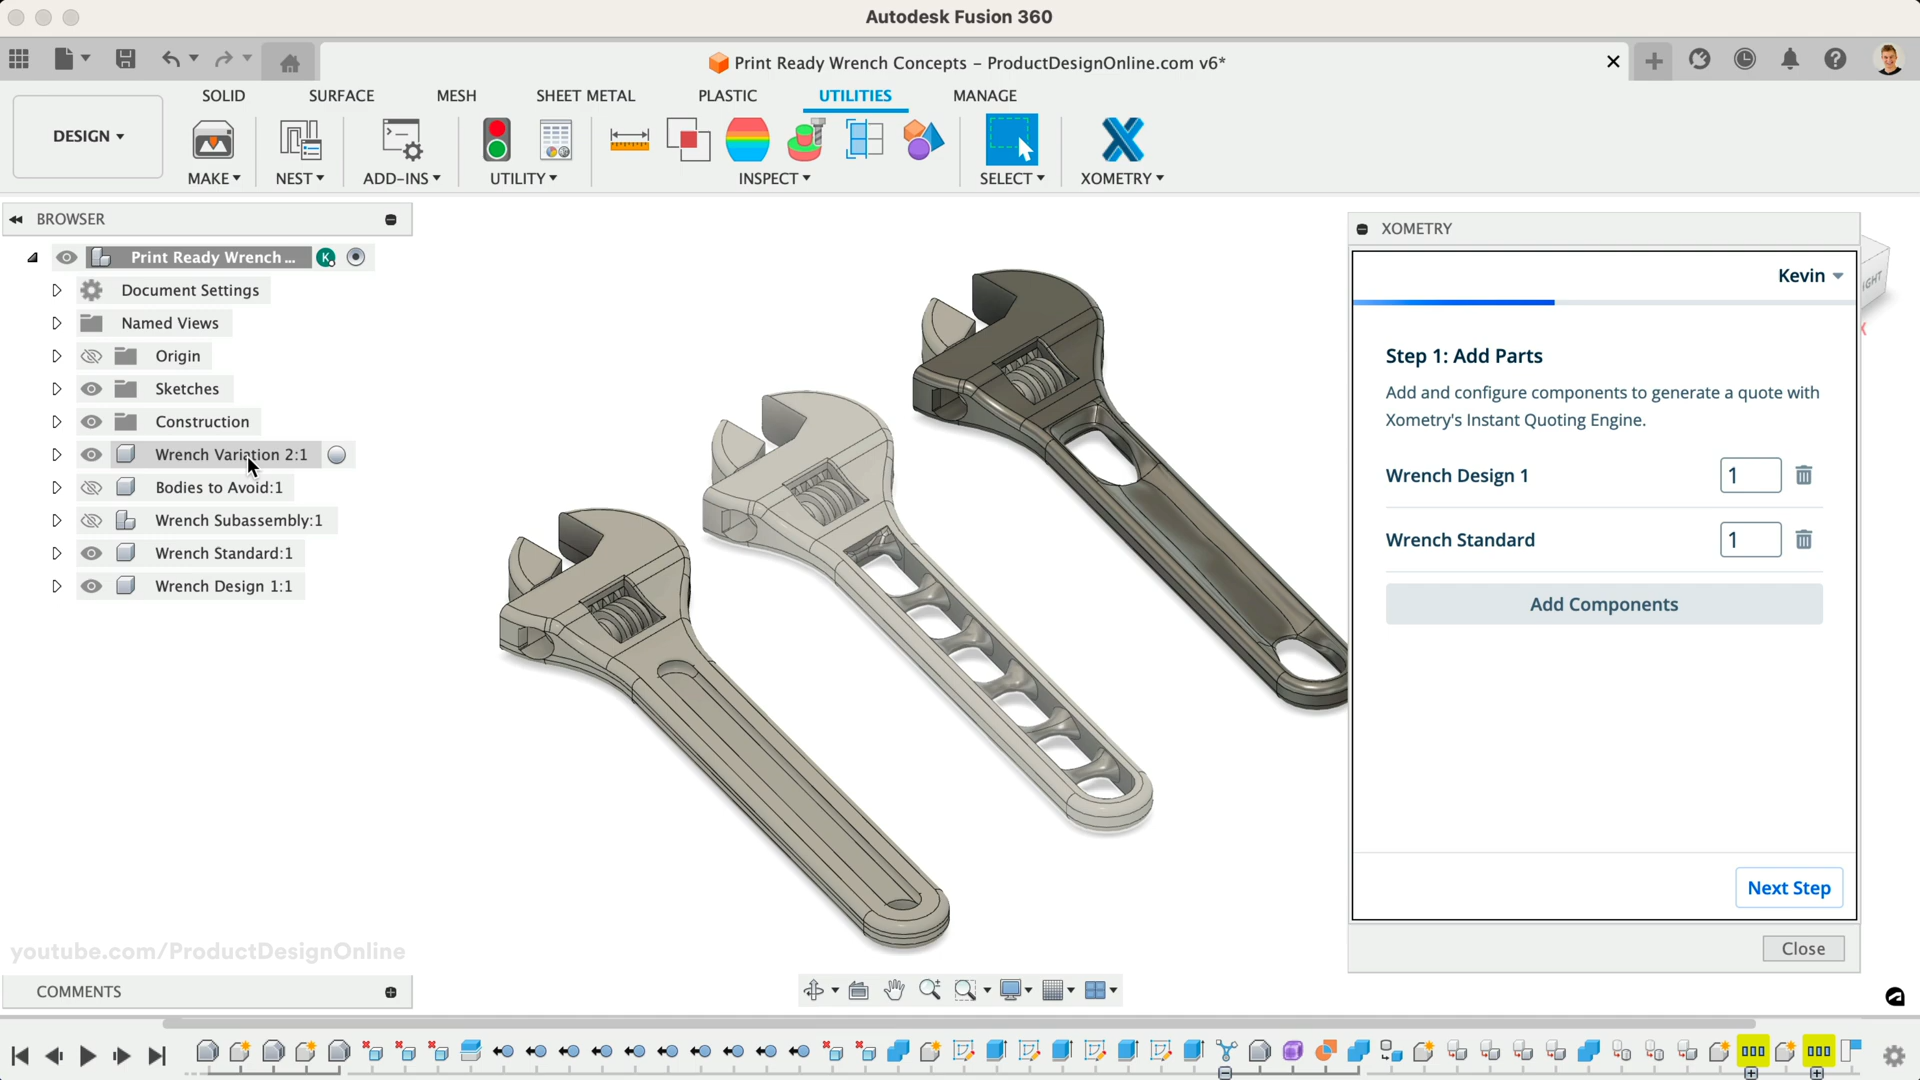 Autodesk Fusion 360
Print Ready Wrench Concepts – ProductDesignOnline.com v6*
SOLID SURFACE MESH SHEET METAL PLASTIC UTILITIES MANAGE
DESIGN
MAKE NEST ADD-INS UTILITY INSPECT SELECT XOMETRY
BROWSER
Print Ready Wrench ... K
Document Settings
Named Views
Origin
Sketches
Construction
Wrench Variation 2:1
Bodies to Avoid:1
Wrench Subassembly:1
Wrench Standard:1
Wrench Design 1:1
XOMETRY
Kevin
Step 1: Add Parts
Add and configure components to generate a quote with
Xometry's Instant Quoting Engine.
Wrench Design 1 1
Wrench Standard 1
Add Components
Next Step
Close
X
youtube.com/ProductDesignOnline
COMMENTS